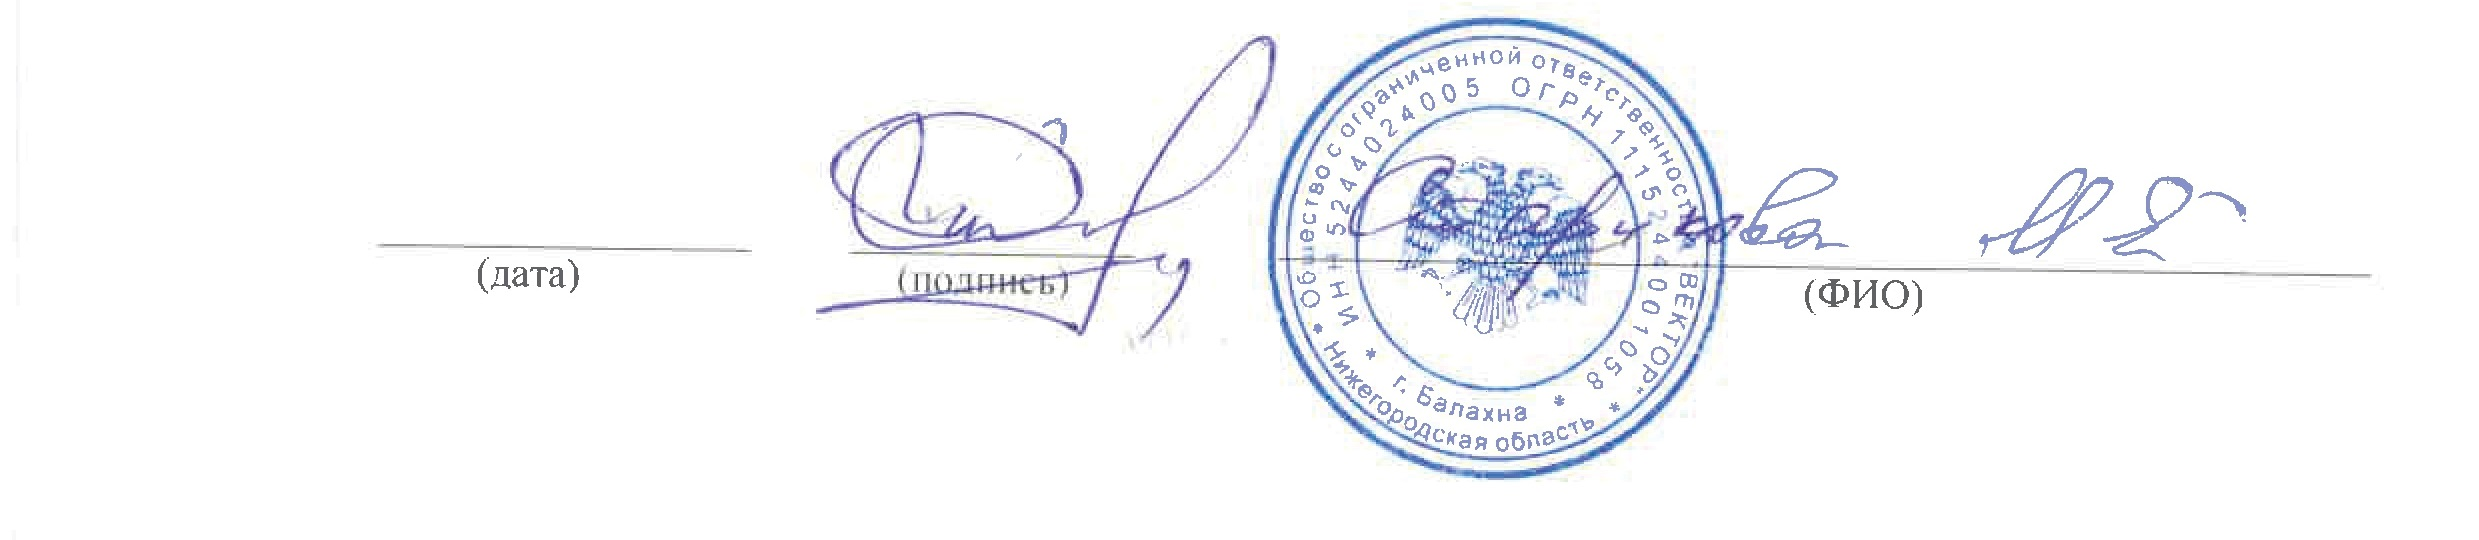 (дата)
(подпись)
(ФИО)
* Общество с ограниченной ответственностью "ВЕКТОР" *
Нижегородская область
* ИНН 5244024005 ОГРН 1115244001058 *
г. Балахна